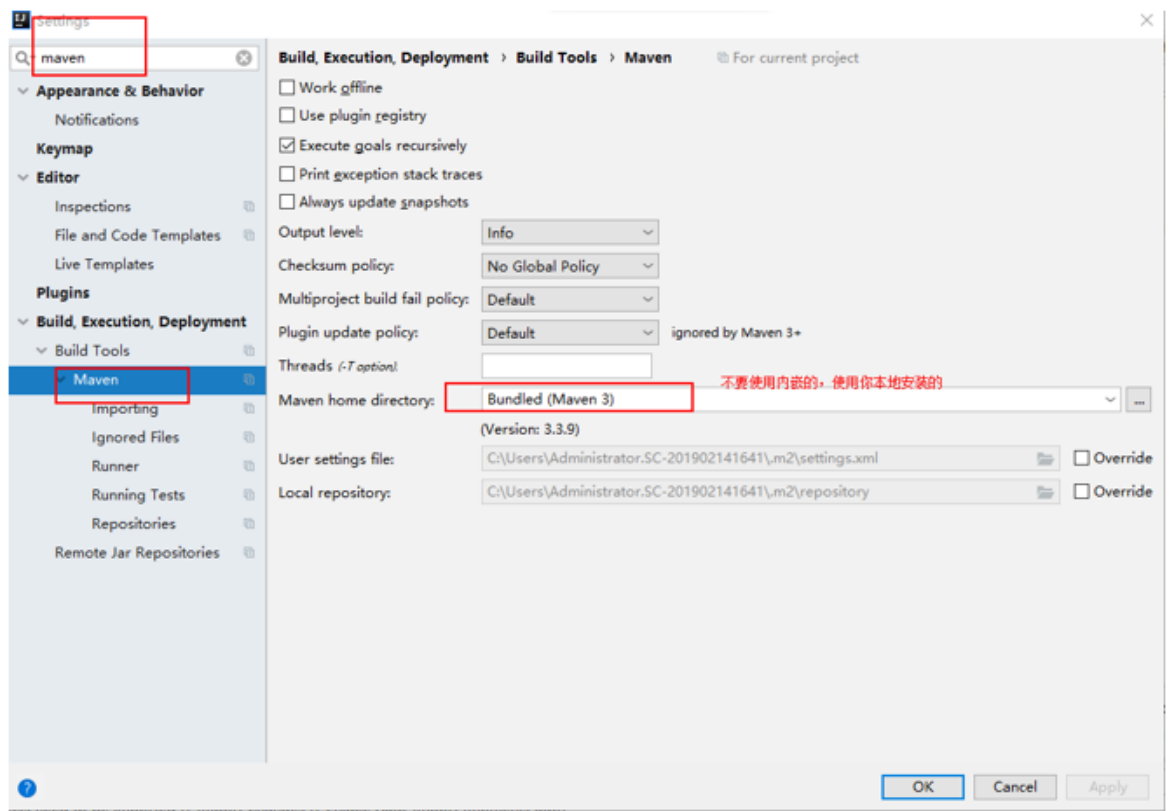 Settings
maven
Appearance & Behavior
Notifications
Keymap
Editor
Inspections
File and Code Templates
Live Templates
Plugins
Build, Execution, Deployment
Build Tools
Maven
Importing
Ignored Files
Runner
Running Tests
Repositories
Remote Jar Repositories
Build, Execution, Deployment › Build Tools › Maven For current project
Work offline
Use plugin registry
Execute goals recursively
Print exception stack traces
Always update snapshots
Output level: Info
Checksum policy: No Global Policy
Multiproject build fail policy: Default
Plugin update policy: Default ignored by Maven 3+
Threads (-T option)
不要使用内嵌的，使用你本地安装的
Maven home directory: Bundled (Maven 3) ...
(Version: 3.3.9)
User settings file: C:\Users\Administrator.SC-201902141641\.m2\settings.xml Override
Local repository: C:\Users\Administrator.SC-201902141641\.m2\repository Override
? OK Cancel Apply